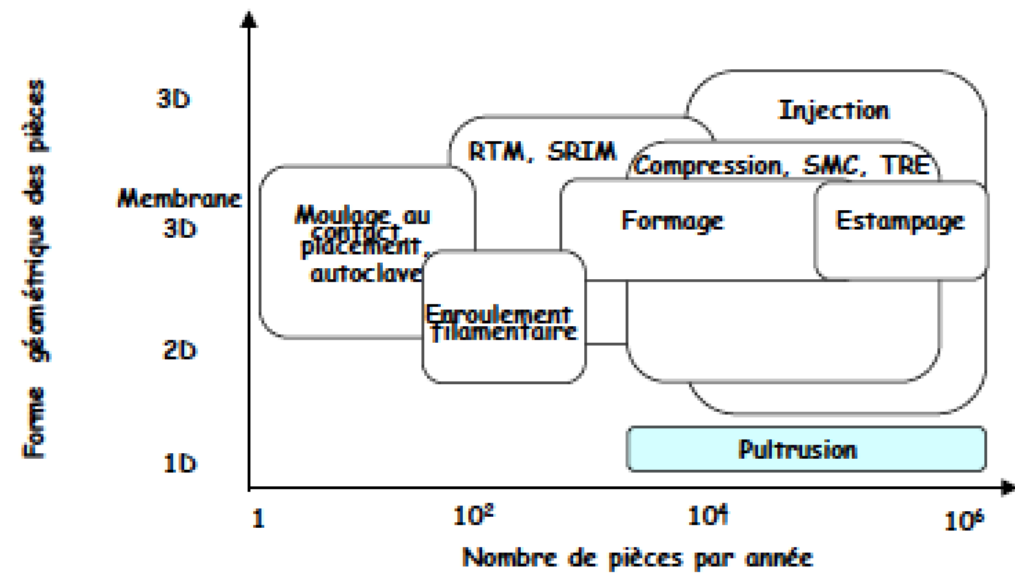 Forme géamétrique des pièces
3D
Membrane
3D
2D
1D
Injection
RTM, SRIM
Compression, SMC, TRE
Moulage au
contact
placement,
autoclave
Formage
Estampage
Enroulement
filamentaire
Pultrusion
1
10²
10⁴
10⁶
Nombre de pièces par année